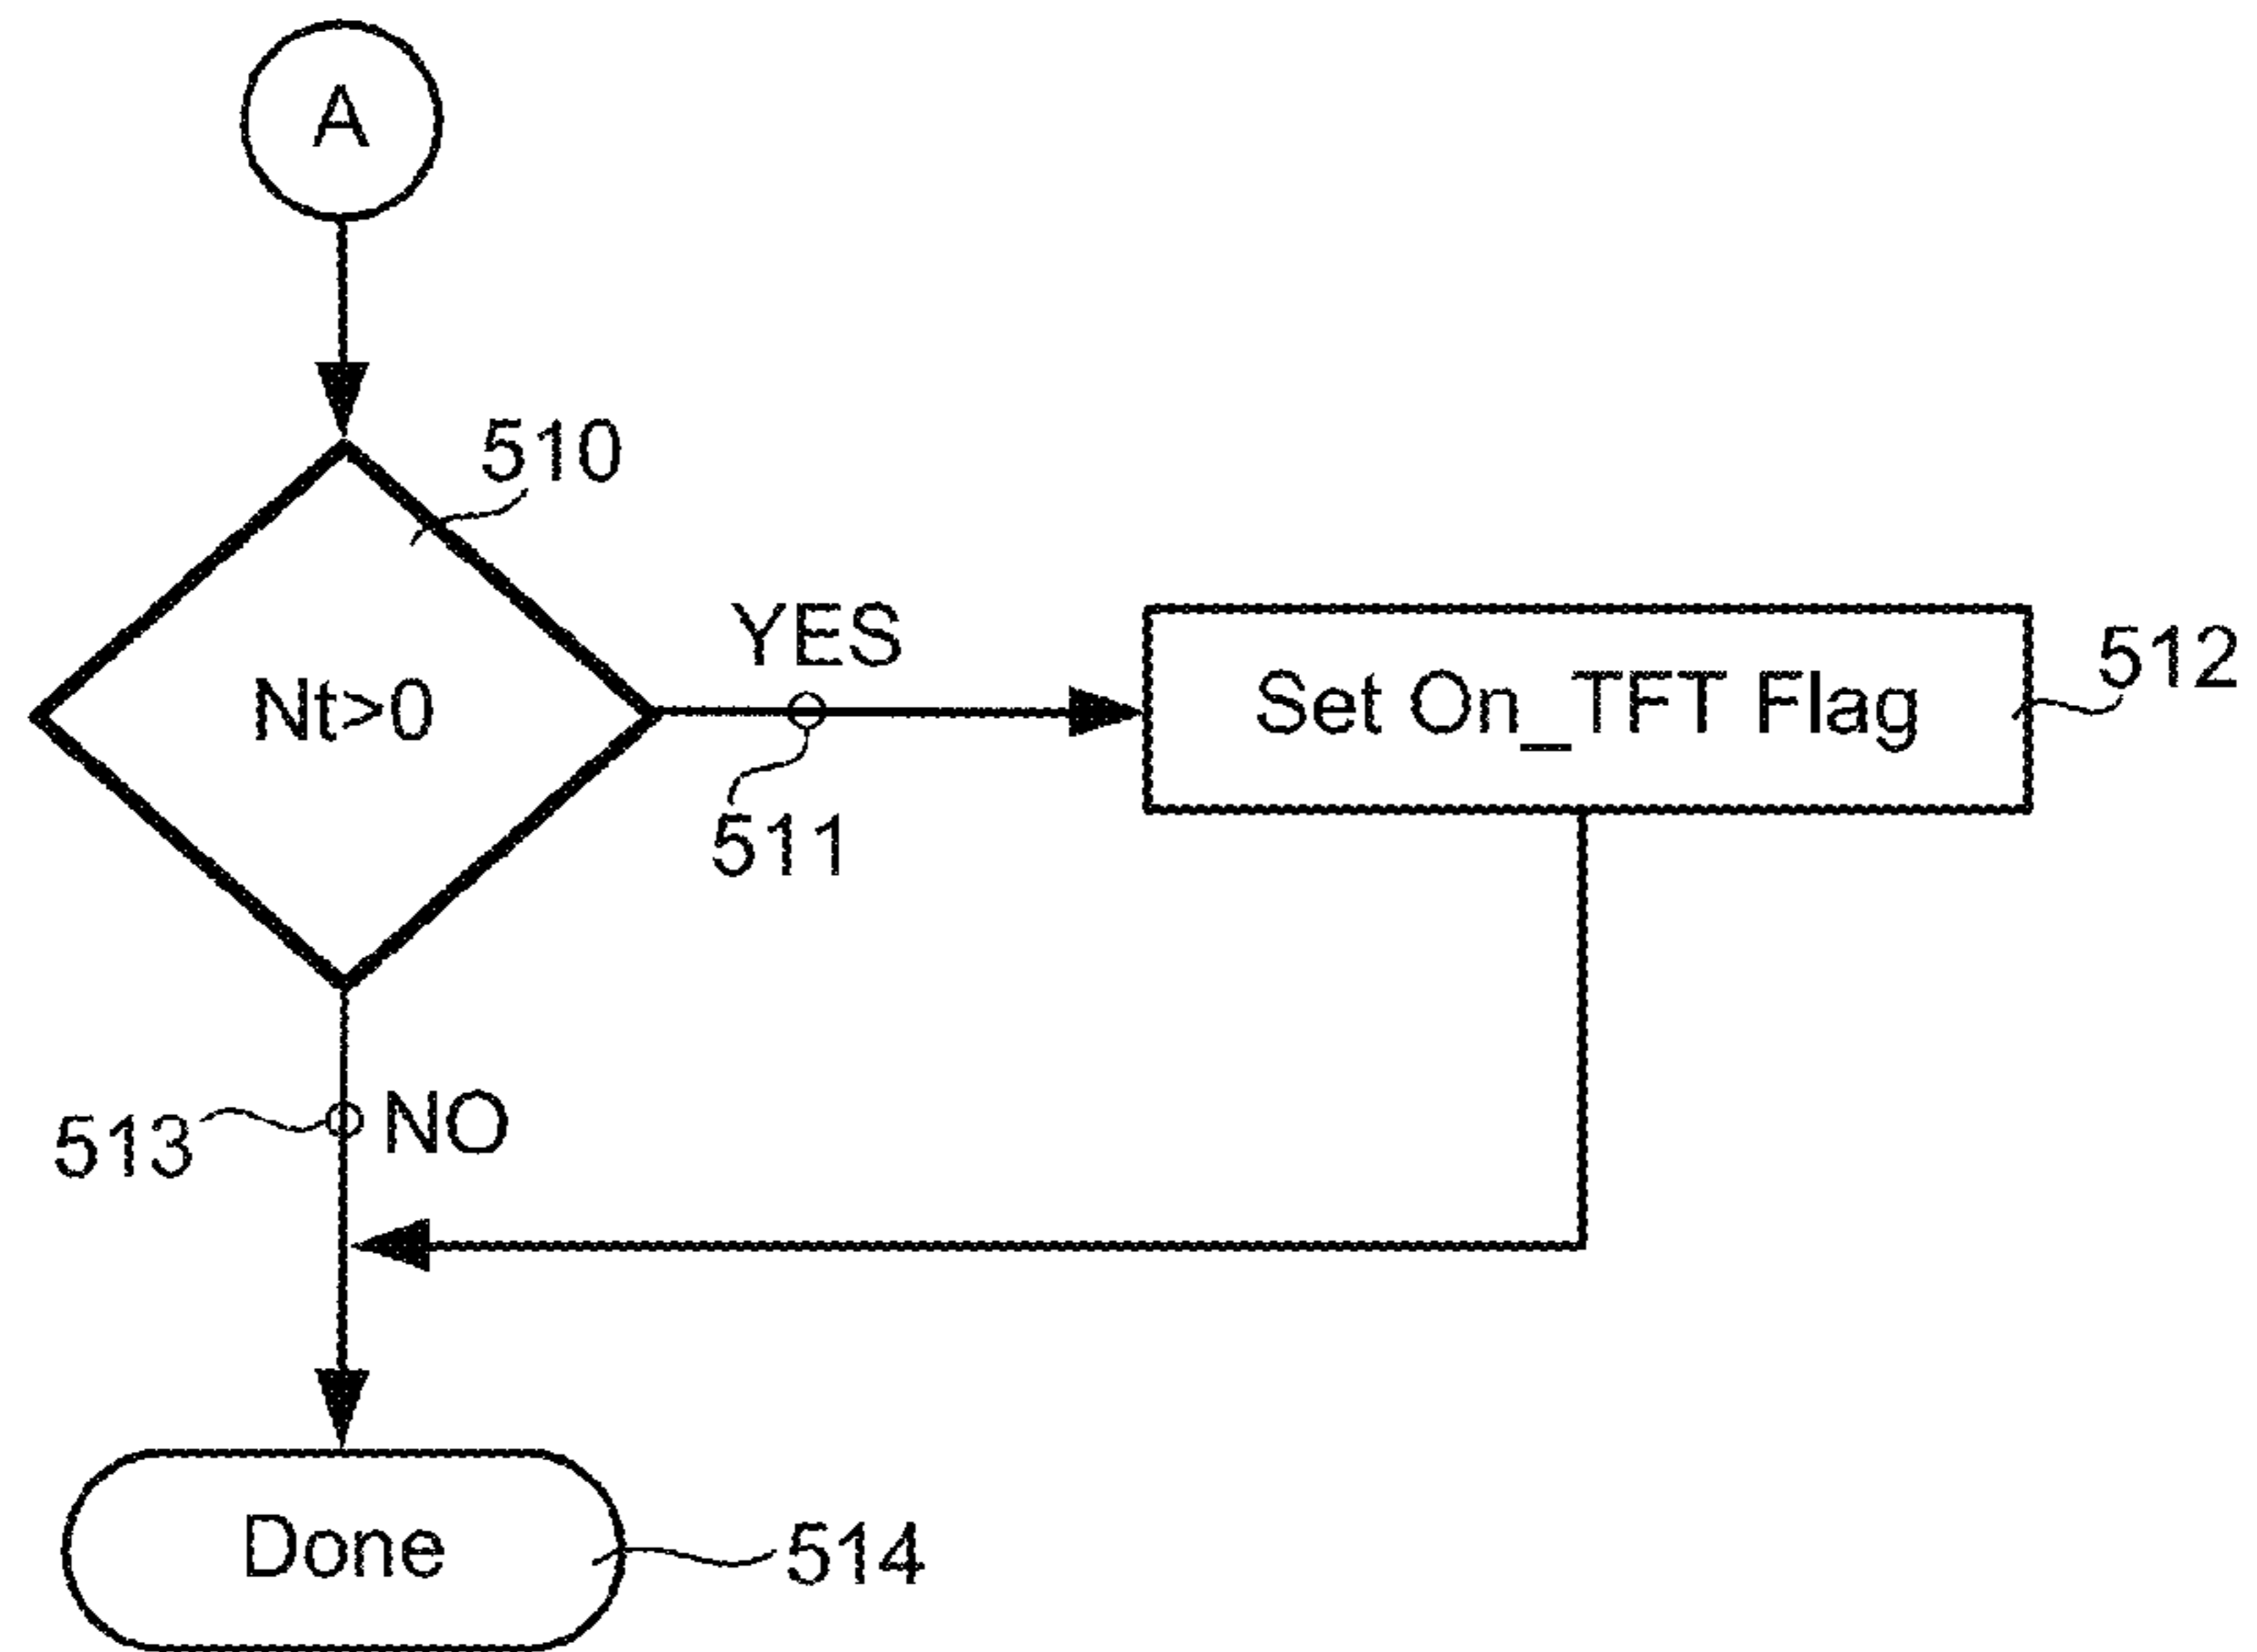 A
510
YES
Nt>0
Set On_TFT Flag
512
511
513
NO
Done
514